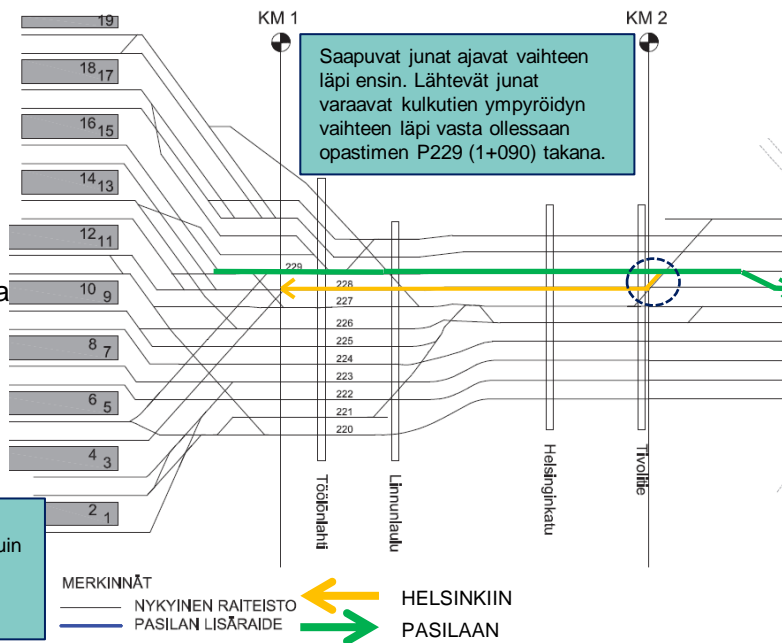 19
KM 1
KM 2
Saapuvat junat ajavat vaihteen
läpi ensin. Lähtevät junat
varaavat kulkutien ympyröidyn
vaihteen läpi vasta ollessaan
opastimen P229 (1+090) takana.
18 17
16 15
14 13
12 11
a
10 9
8 7
6 5
4 3
2 1
229
228
227
226
225
224
223
222
221
220
Töölönlahti
Linnunlaulu
Helsinginkatu
Tivolitie
uin
MERKINNÄT
NYKYINEN RAITEISTO
PASILAN LISÄRAIDE
HELSINKIIN
PASILAAN